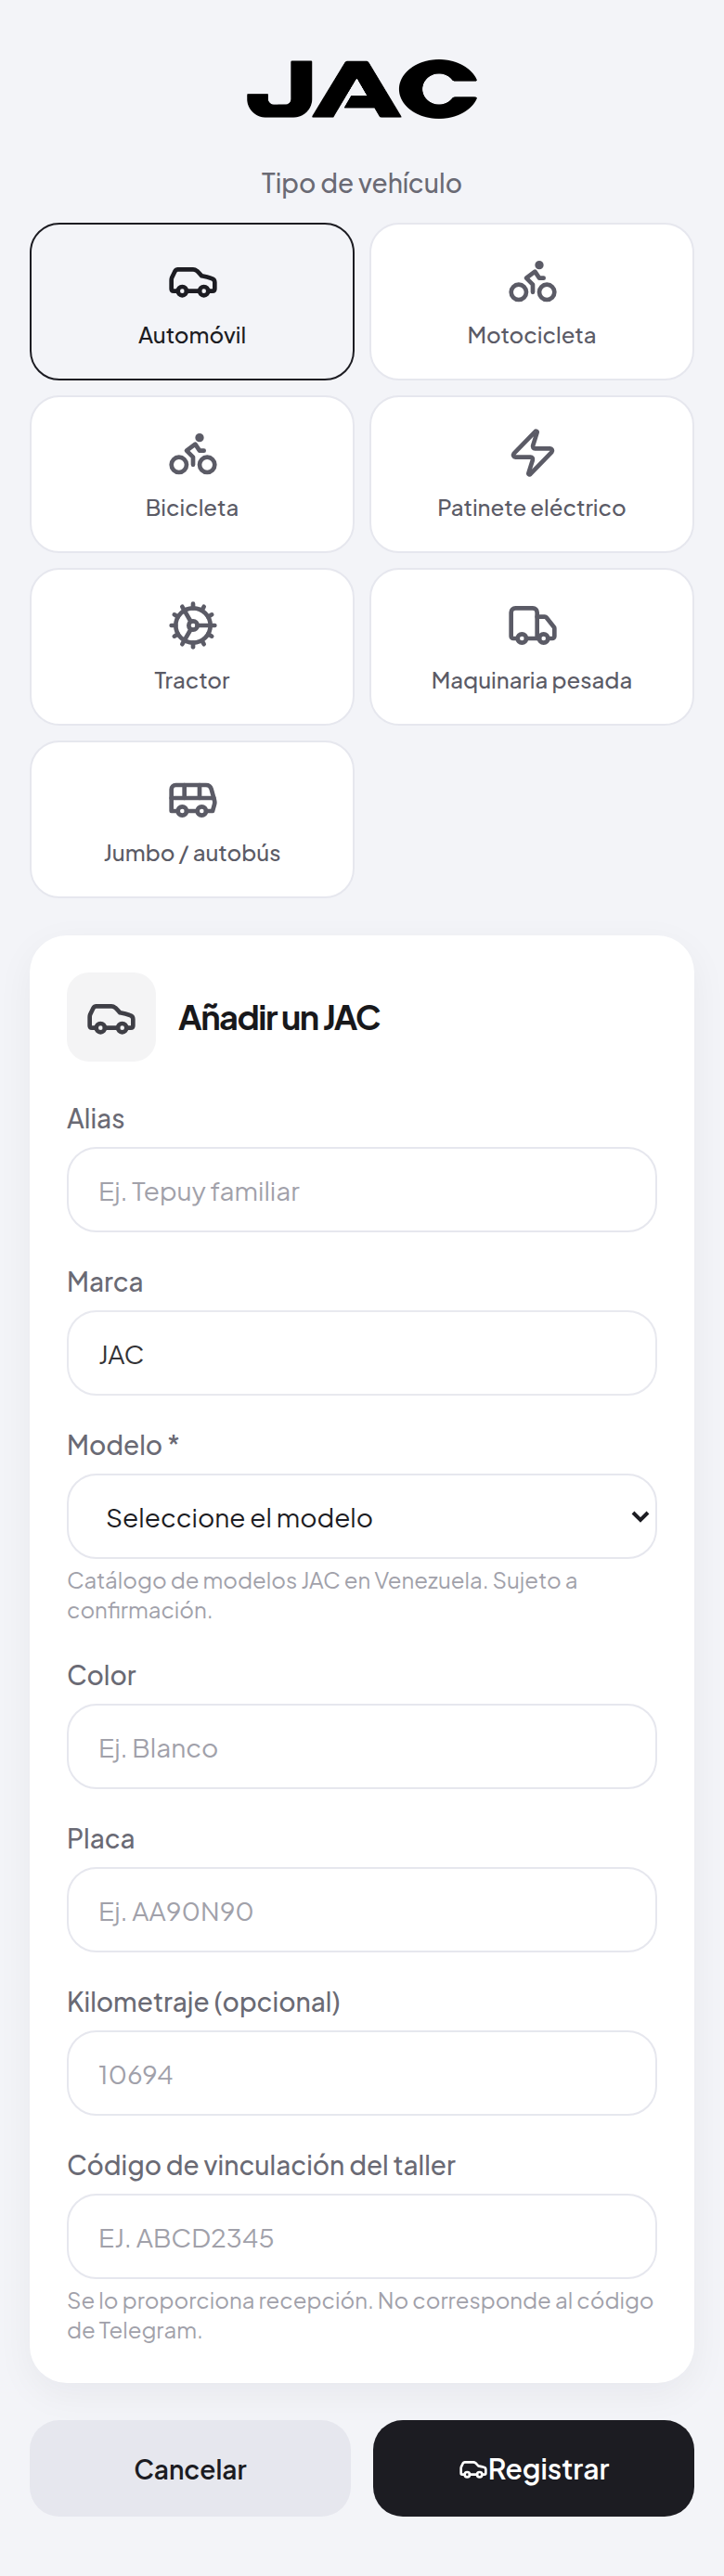 JAC
Tipo de vehículo
Automóvil
Motocicleta
Bicicleta
Patinete eléctrico
Tractor
Maquinaria pesada
Jumbo / autobús
Añadir un JAC
Alias
Ej. Tepuy familiar
Marca
JAC
Modelo *
Seleccione el modelo
Catálogo de modelos JAC en Venezuela. Sujeto a
confirmación.
Color
Ej. Blanco
Placa
Ej. AA90N90
Kilometraje (opcional)
10694
Código de vinculación del taller
EJ. ABCD2345
Se lo proporciona recepción. No corresponde al código
de Telegram.
Cancelar
Registrar